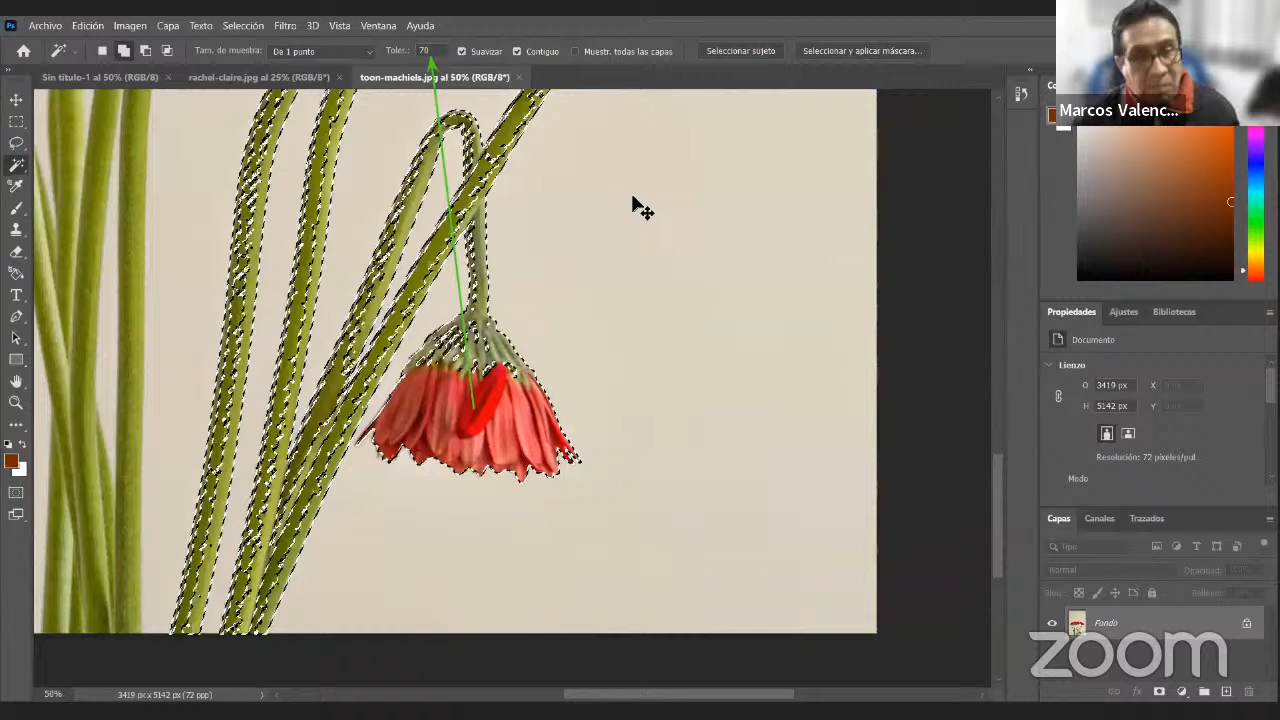 Ps Archivo Edición Imagen Capa Texto Selección Filtro 3D Vista Ventana Ayuda
Tam. de muestra: De 1 punto Toler.: 70 Suavizar Contiguo Muestr. todas las capas Seleccionar sujeto Seleccionar y aplicar máscara...
Sin título-1 al 50% (RGB/8) × rachel-claire.jpg al 25% (RGB/8*) × toon-machiels.jpg al 50% (RGB/8*) ×
Marcos Valenc...
Propiedades Ajustes Bibliotecas
Documento
Lienzo
O 3419 px X
H 5142 px Y
Resolución: 72 píxeles/pul...
Modo
Capas Canales Trazados
Tipo
Normal Opacidad:
Bloq.: Relleno:
Fondo
zoom
50% 3419 px x 5142 px (72 ppp)